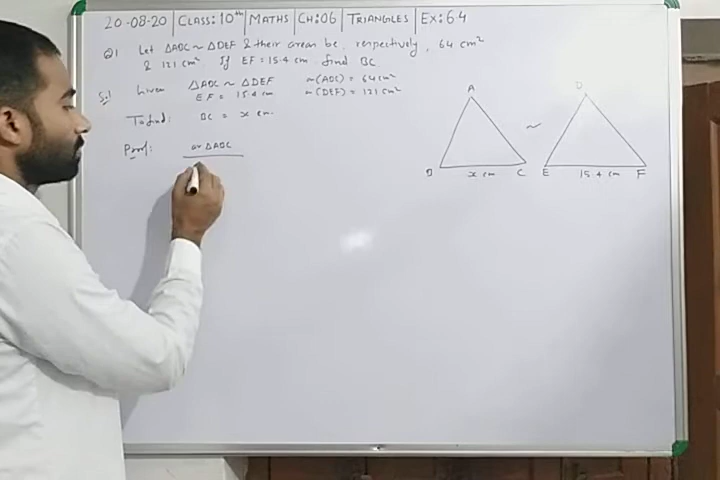 20-08-20 | CLASS: 10th | MATHS | CH: 06 | TRIANGLES | EX: 6.4
Q1 Let ΔABC ~ ΔDEF & their areas be, respectively, 64 cm²
& 121 cm². If EF = 15.4 cm find BC.
Sol Given ΔABC ~ ΔDEF ar(ABC) = 64 cm²
EF = 15.4 cm ar(DEF) = 121 cm²
To find: BC = x cm.
Proof: ar ΔABC
A
D
~
B x cm C E 15.4 cm F